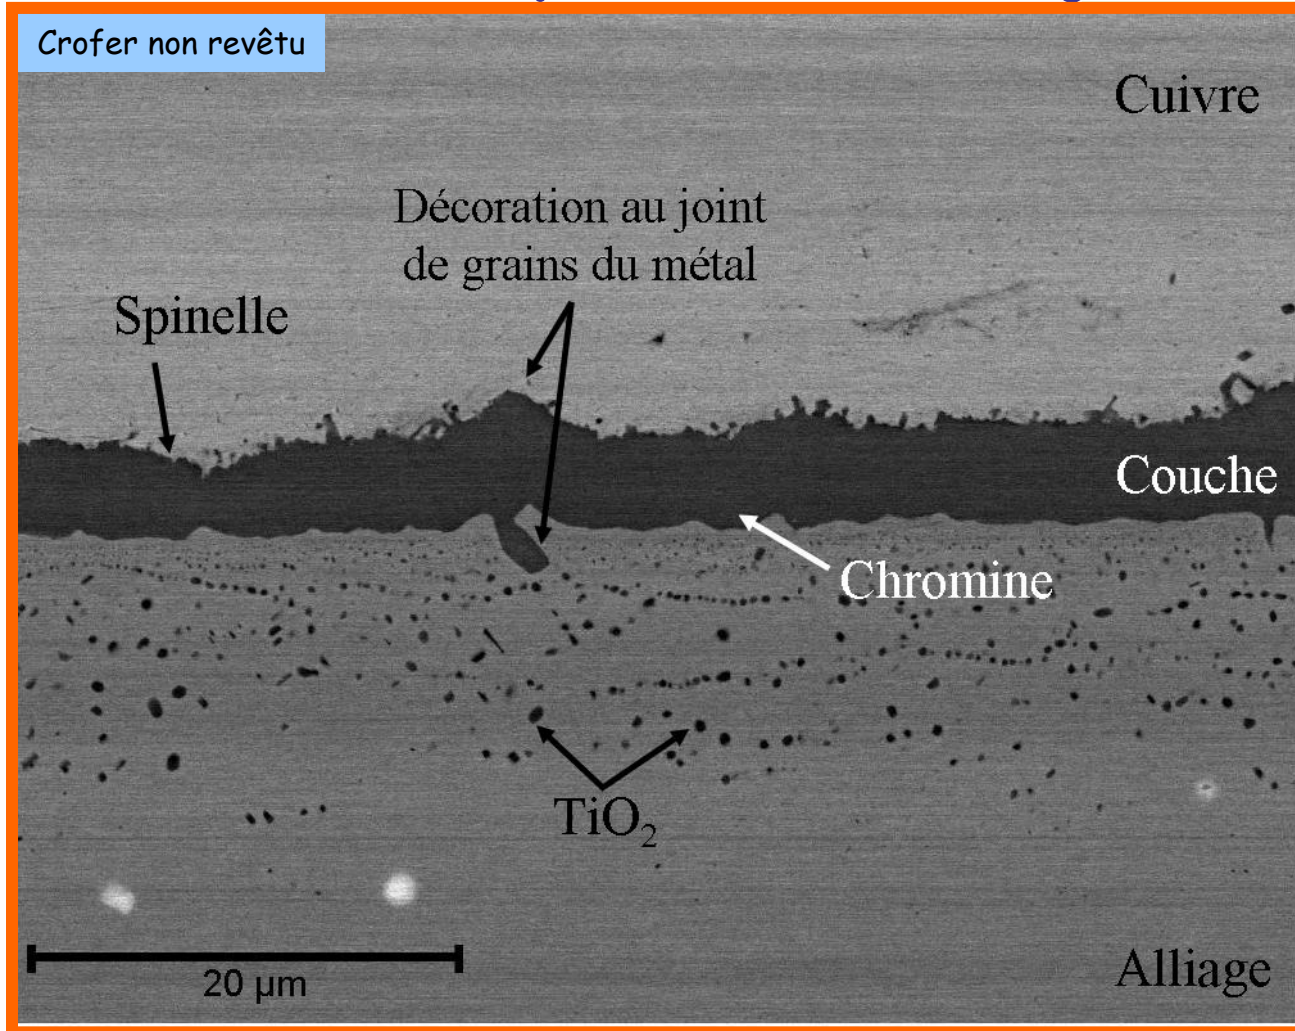 Crofer non revêtu
Cuivre
Décoration au joint
de grains du métal
Spinelle
Couche
Chromine
TiO₂
20 µm
Alliage